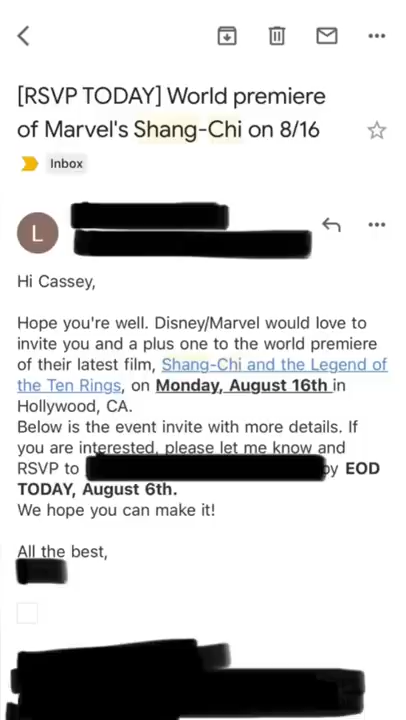 [RSVP TODAY] World premiere
of Marvel's Shang-Chi on 8/16
Inbox
L
Hi Cassey,
Hope you're well. Disney/Marvel would love to
invite you and a plus one to the world premiere
of their latest film, Shang-Chi and the Legend of
the Ten Rings, on Monday, August 16th in
Hollywood, CA.
Below is the event invite with more details. If
you are interested, please let me know and
RSVP to by EOD
TODAY, August 6th.
We hope you can make it!
All the best,